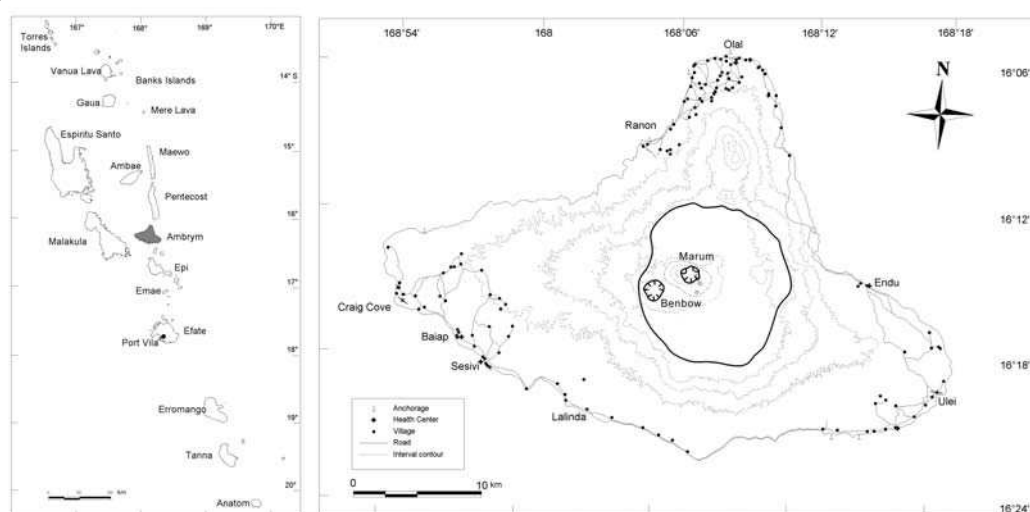 167°
168°
169°
170°E
Torres
Islands
Vanua Lava
Banks Islands
14° S
Gaua
Mere Lava
Espiritu Santo
15°
Maewo
Ambae
Pentecost
16°
Malakula
Ambrym
Epi
17°
Emae
Efate
Port Vila
18°
Erromango
19°
Tanna
20°
Anatom
168°54
168
168°06
168°12
168°18
Olal
16°06
N
Ranon
16°12
Marum
Endu
Benbow
Craig Cove
Baiap
16°18
Sesivi
Ulei
Lalinda
Anchorage
Health Center
Village
Road
Interval contour
0 10 km
16°24